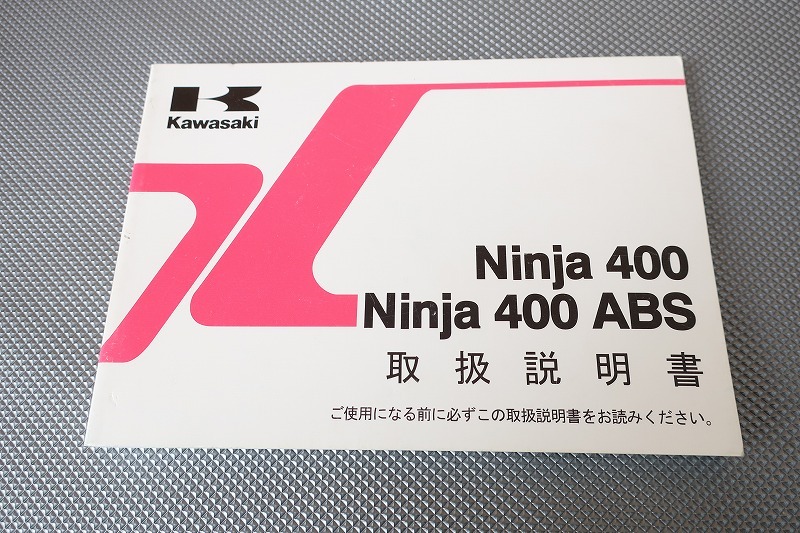 Kawasaki
Ninja 400
Ninja 400 ABS
取扱説明書
ご使用になる前に必ずこの取扱説明書をお読みください。